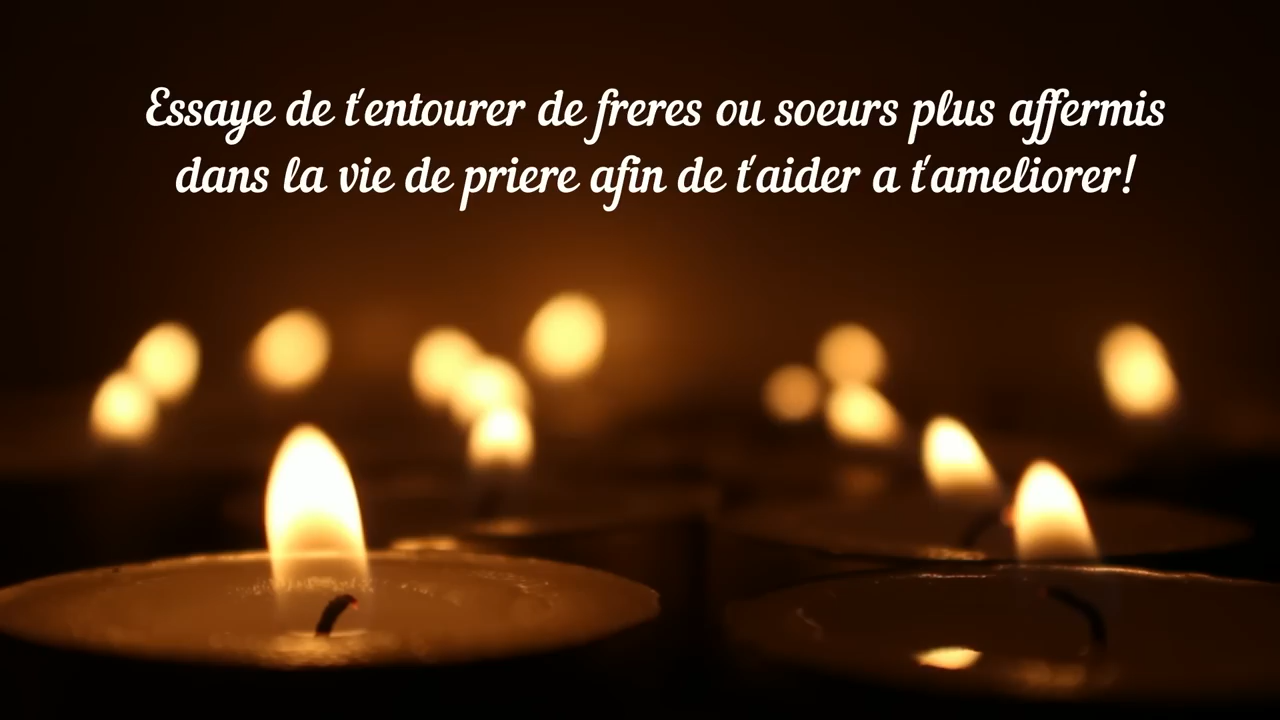 Essaye de t'entourer de freres ou soeurs plus affermis
dans la vie de priere afin de t'aider a t'ameliorer!